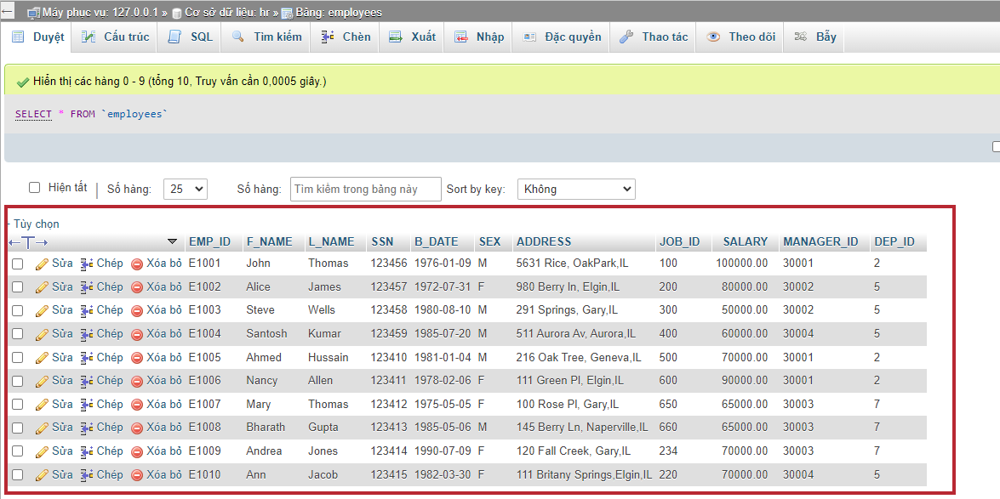 Máy phục vụ: 127.0.0.1 » Cơ sở dữ liệu: hr » Bảng: employees
Duyệt Cấu trúc SQL Tìm kiếm Chèn Xuất Nhập Đặc quyền Thao tác Theo dõi Bẫy
Hiển thị các hàng 0 - 9 (tổng 10, Truy vấn cần 0,0005 giây.)
SELECT * FROM `employees`
Hiện tất | Số hàng: 25 Số hàng: Tìm kiếm trong bảng này Sort by key: Không
- Tùy chọn
←T→ EMP_ID F_NAME L_NAME SSN B_DATE SEX ADDRESS JOB_ID SALARY MANAGER_ID DEP_ID
Sửa Chép Xóa bỏ E1001 John Thomas 123456 1976-01-09 M 5631 Rice, OakPark,IL 100 100000.00 30001 2
Sửa Chép Xóa bỏ E1002 Alice James 123457 1972-07-31 F 980 Berry ln, Elgin,IL 200 80000.00 30002 5
Sửa Chép Xóa bỏ E1003 Steve Wells 123458 1980-08-10 M 291 Springs, Gary,IL 300 50000.00 30002 5
Sửa Chép Xóa bỏ E1004 Santosh Kumar 123459 1985-07-20 M 511 Aurora Av, Aurora,IL 400 60000.00 30004 5
Sửa Chép Xóa bỏ E1005 Ahmed Hussain 123410 1981-01-04 M 216 Oak Tree, Geneva,IL 500 70000.00 30001 2
Sửa Chép Xóa bỏ E1006 Nancy Allen 123411 1978-02-06 F 111 Green Pl, Elgin,IL 600 90000.00 30001 2
Sửa Chép Xóa bỏ E1007 Mary Thomas 123412 1975-05-05 F 100 Rose Pl, Gary,IL 650 65000.00 30003 7
Sửa Chép Xóa bỏ E1008 Bharath Gupta 123413 1985-05-06 M 145 Berry Ln, Naperville,IL 660 65000.00 30003 7
Sửa Chép Xóa bỏ E1009 Andrea Jones 123414 1990-07-09 F 120 Fall Creek, Gary,IL 234 70000.00 30003 7
Sửa Chép Xóa bỏ E1010 Ann Jacob 123415 1982-03-30 F 111 Britany Springs,Elgin,IL 220 70000.00 30004 5